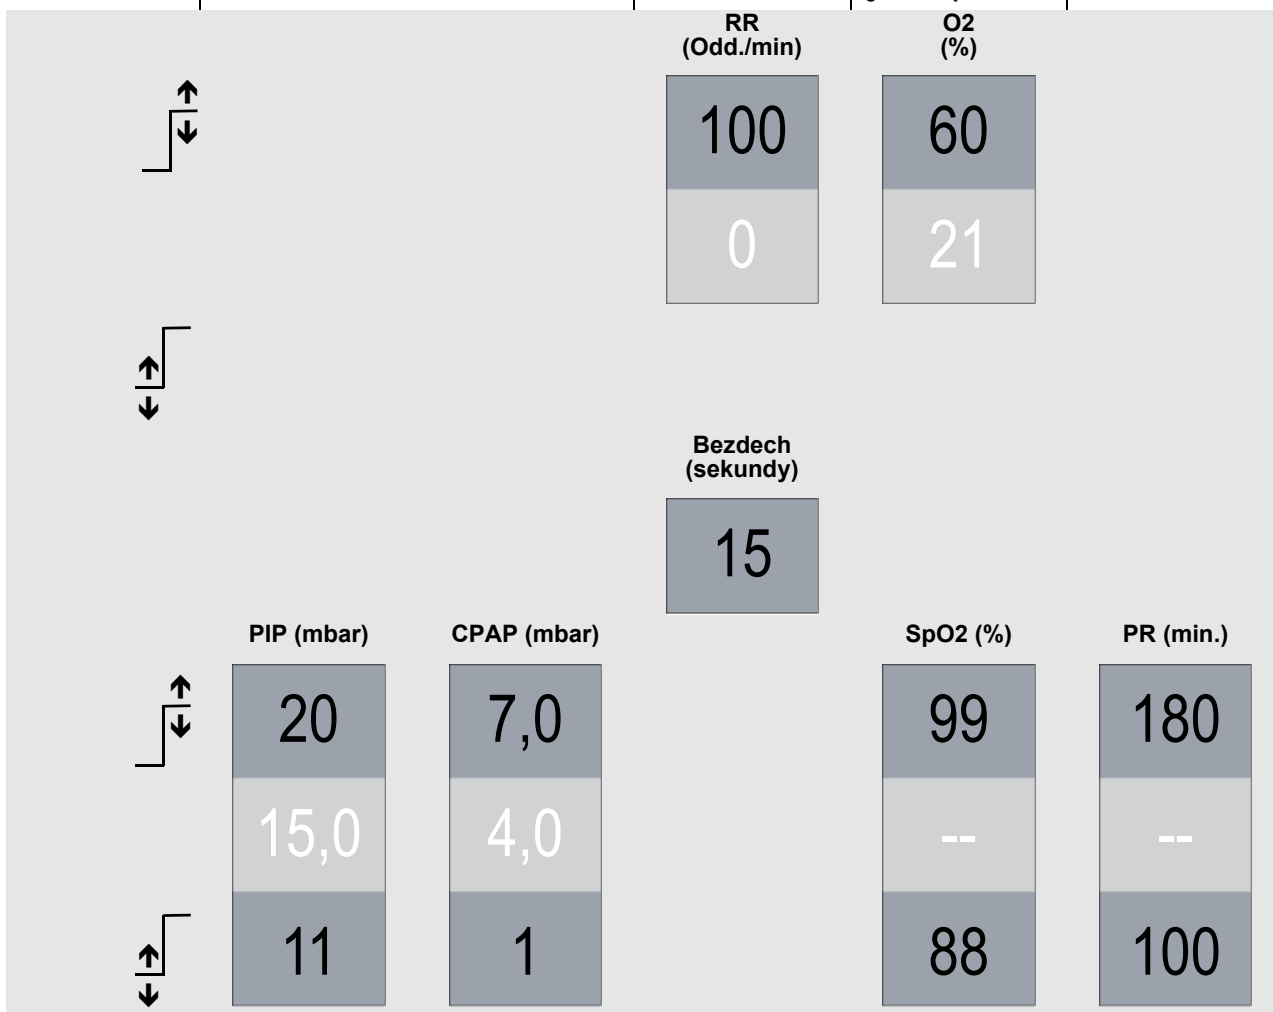 RR
(Odd./min)
O2
(%)
100
60
0
21
Bezdech
(sekundy)
15
PIP (mbar)
CPAP (mbar)
SpO2 (%)
PR (min.)
20
7,0
99
180
15,0
4,0
--
--
11
1
88
100